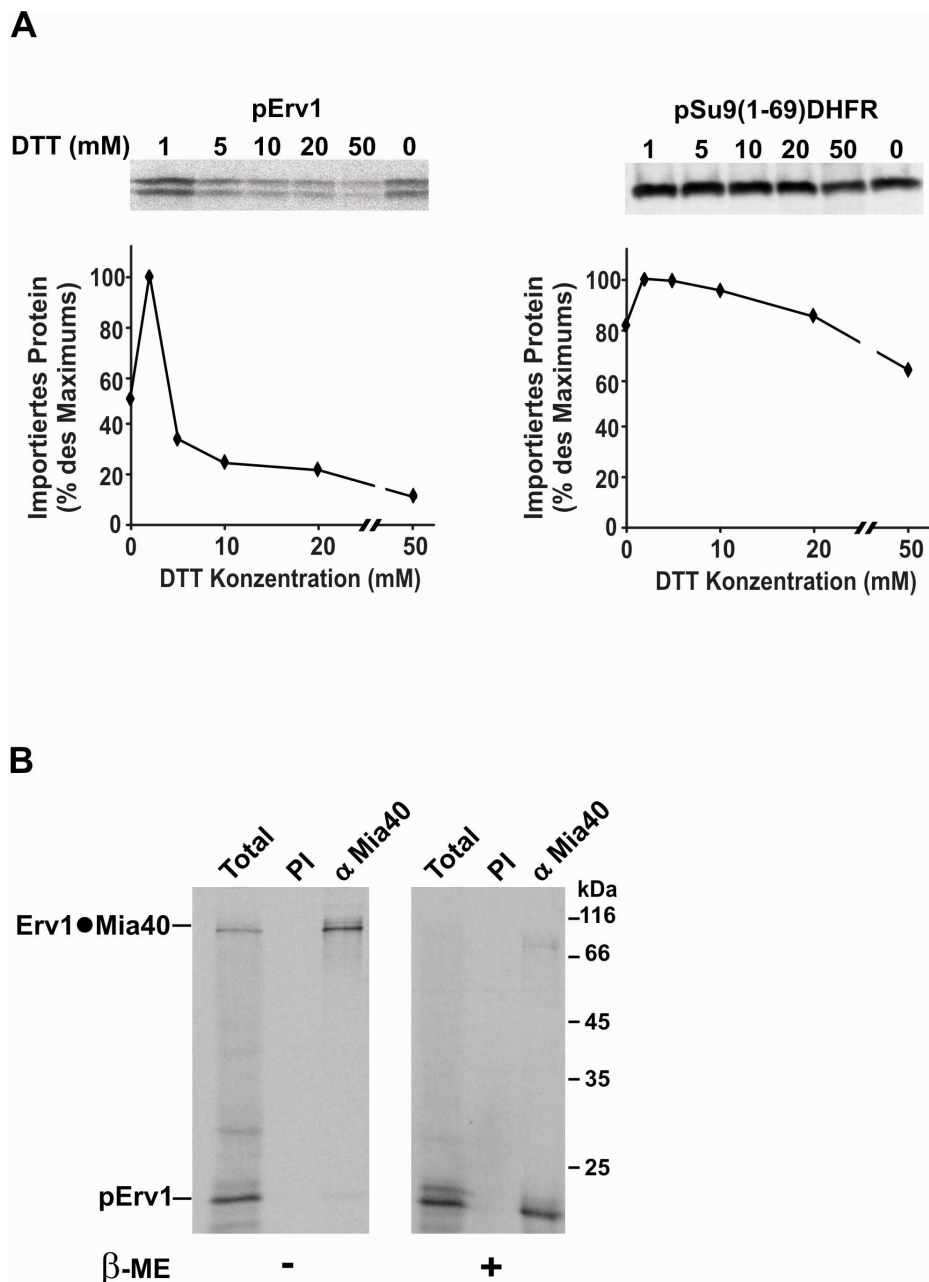 A
pErv1
DTT (mM) 1 5 10 20 50 0
pSu9(1-69)DHFR
1 5 10 20 50 0
Importiertes Protein
(% des Maximums)
100
80
60
40
20
0
0 10 20 50
DTT Konzentration (mM)
Importiertes Protein
(% des Maximums)
100
80
60
40
20
0
0 10 20 50
DTT Konzentration (mM)
B
Total PI α Mia40
Total PI α Mia40
kDa
Erv1●Mia40
116
66
45
35
25
pErv1
β-ME - +